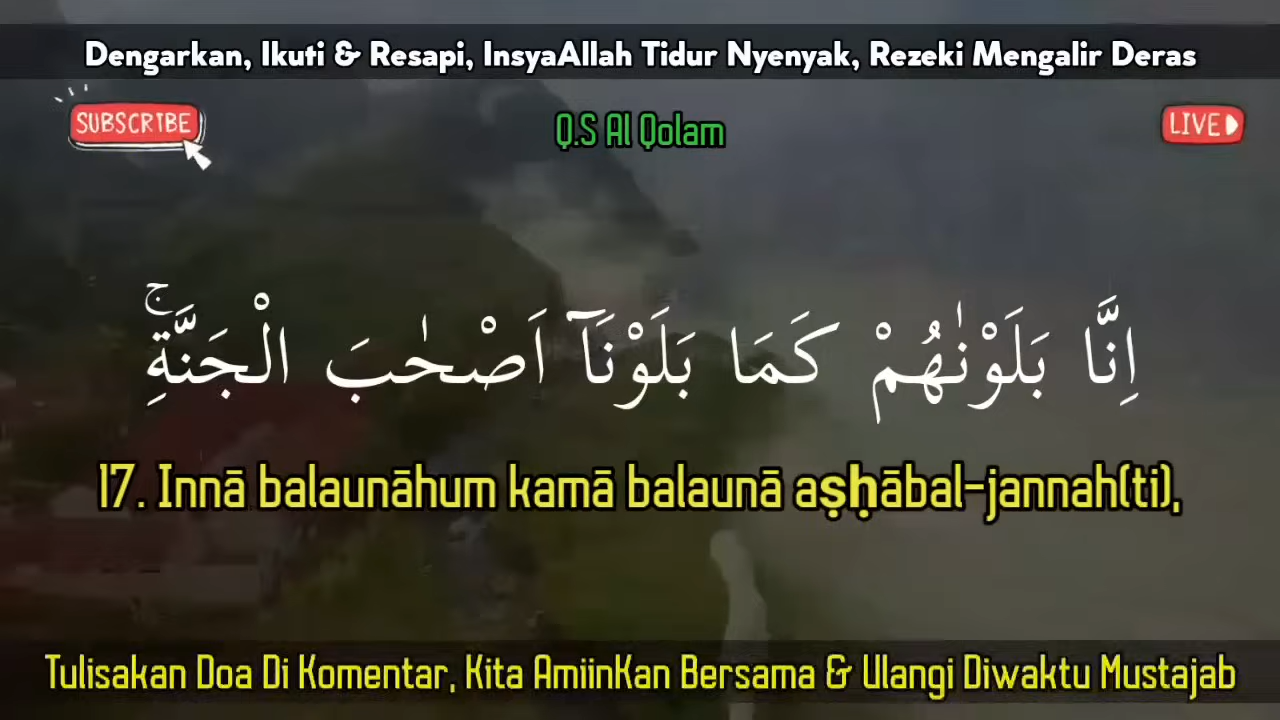 Dengarkan, Ikuti & Resapi, InsyaAllah Tidur Nyenyak, Rezeki Mengalir Deras
SUBSCRIBE
Q.S Al Qolam
LIVE
اِنَّا بَلَوْنٰهُمْ كَمَا بَلَوْنَآ اَصْحٰبَ الْجَنَّةِۚ
17. Innā balaunāhum kamā balaunā aṣḥābal-jannah(ti),
Tulisakan Doa Di Komentar, Kita AmiinKan Bersama & Ulangi Diwaktu Mustajab